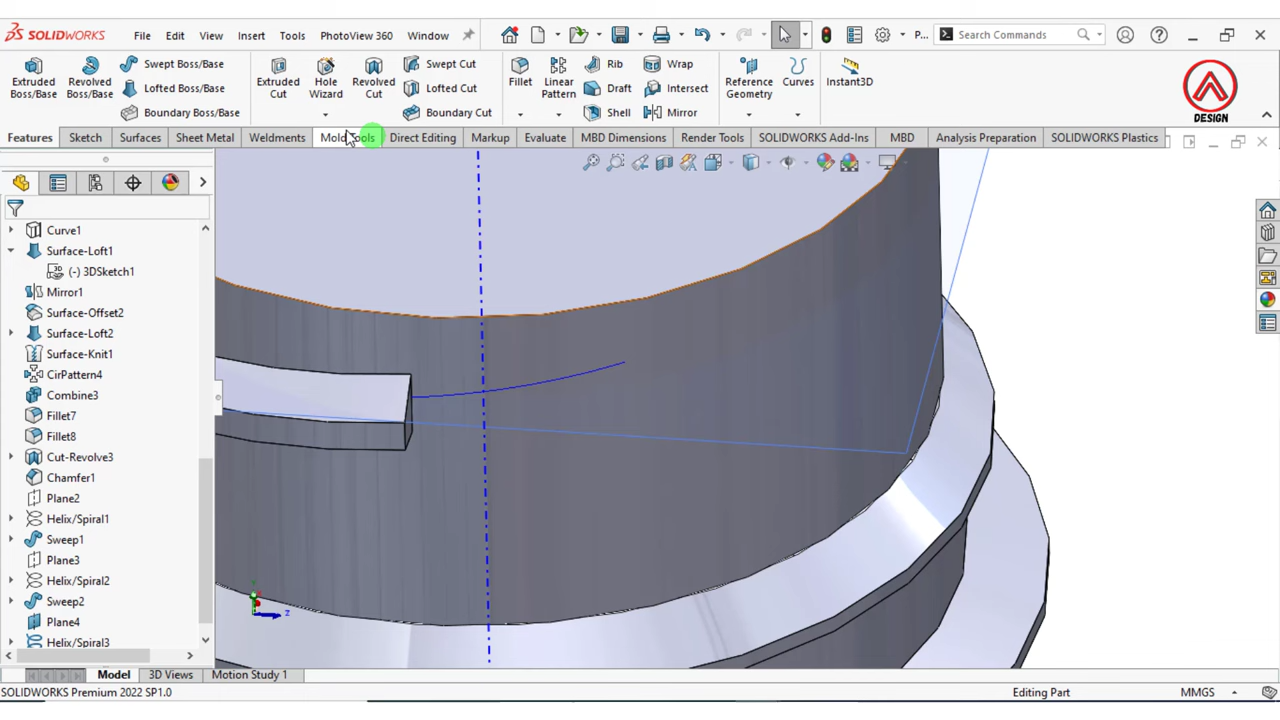 SOLIDWORKS File Edit View Insert Tools PhotoView 360 Window P... Search Commands
Extruded Boss/Base
Revolved Boss/Base
Swept Boss/Base
Lofted Boss/Base
Boundary Boss/Base
Extruded Cut
Hole Wizard
Revolved Cut
Swept Cut
Lofted Cut
Boundary Cut
Fillet
Linear Pattern
Rib
Draft
Shell
Wrap
Intersect
Mirror
Reference Geometry
Curves
Instant3D
DESIGN
Features Sketch Surfaces Sheet Metal Weldments Mold Tools Direct Editing Markup Evaluate MBD Dimensions Render Tools SOLIDWORKS Add-Ins MBD Analysis Preparation SOLIDWORKS Plastics
Curve1
Surface-Loft1
(-) 3DSketch1
Mirror1
Surface-Offset2
Surface-Loft2
Surface-Knit1
CirPattern4
Combine3
Fillet7
Fillet8
Cut-Revolve3
Chamfer1
Plane2
Helix/Spiral1
Sweep1
Plane3
Helix/Spiral2
Sweep2
Plane4
Helix/Spiral3
Y
Z
Model 3D Views Motion Study 1
SOLIDWORKS Premium 2022 SP1.0 Editing Part MMGS